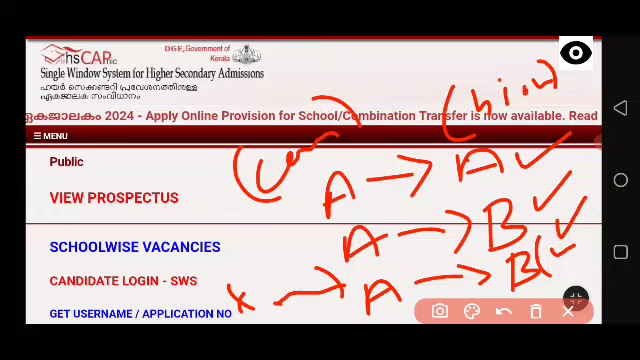 hsCAP
DGE, Government of Kerala
Single Window System for Higher Secondary Admissions
ഹയർ സെക്കണ്ടറി പ്രവേശനത്തിനുള്ള
ഏകജാലക സംവിധാനം
ഏകജാലകം 2024 - Apply Online Provision for School/Combination Transfer is now available. Read
☰ MENU
Public
VIEW PROSPECTUS
SCHOOLWISE VACANCIES
CANDIDATE LOGIN - SWS
GET USERNAME / APPLICATION NO
A → A ✓
A → B ✓
x → A → B ( ✓ ✓